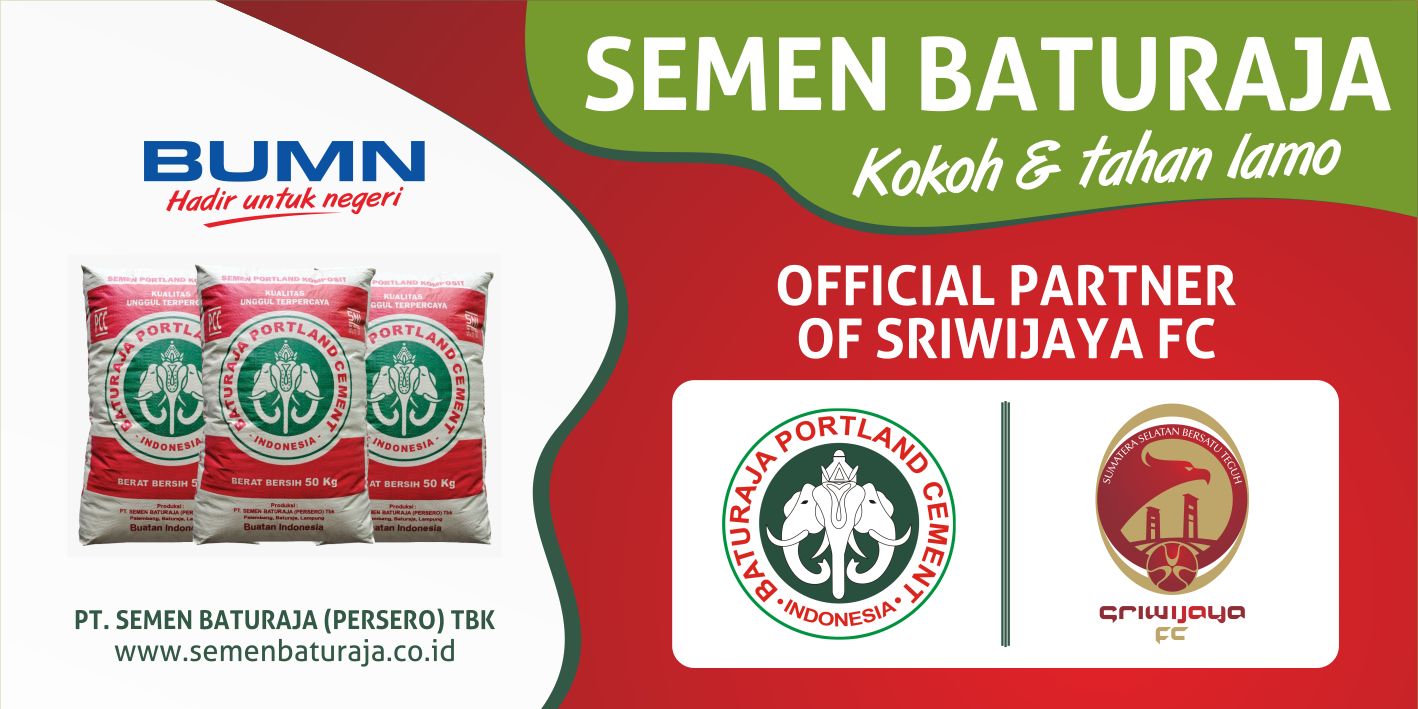 BUMN
Hadir untuk negeri
SEMEN PORTLAND KOMPOSIT
KUALITAS
UNGGUL TERPERCAYA
PCC
SNI
BATURAJA PORTLAND CEMENT
INDONESIA
BERAT BERSIH 50 Kg
Produksi :
PT. SEMEN BATURAJA (PERSERO) Tbk
Palembang, Baturaja, Lampung
Buatan Indonesia
PT. SEMEN BATURAJA (PERSERO) TBK
www.semenbaturaja.co.id
SEMEN BATURAJA
Kokoh & tahan lamo
OFFICIAL PARTNER
OF SRIWIJAYA FC
BATURAJA PORTLAND CEMENT
• INDONESIA •
SUMATERA SELATAN BERSATU TEGUH
SRIWIJAYA
FC